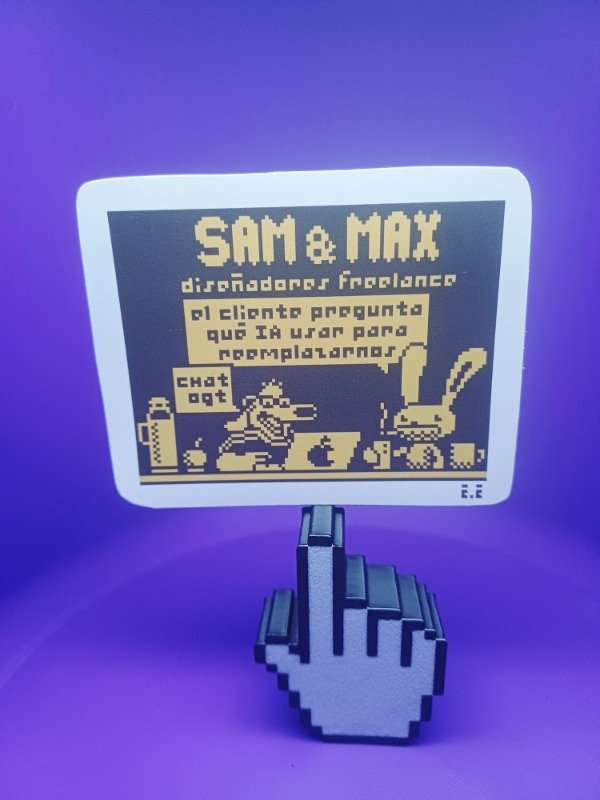 SAM & MAX
diseñadores freelance
el cliente pregunta
qué IA usar para
reemplazarnos
CHAT
GPT